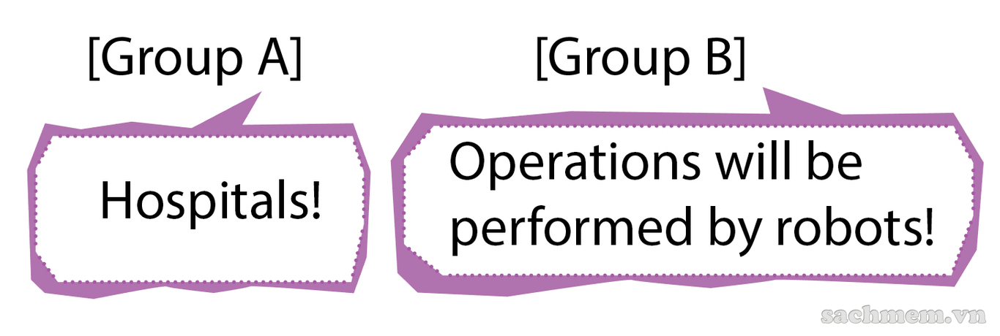 [Group A]
Hospitals!
[Group B]
Operations will be
performed by robots!
sachmem.vn